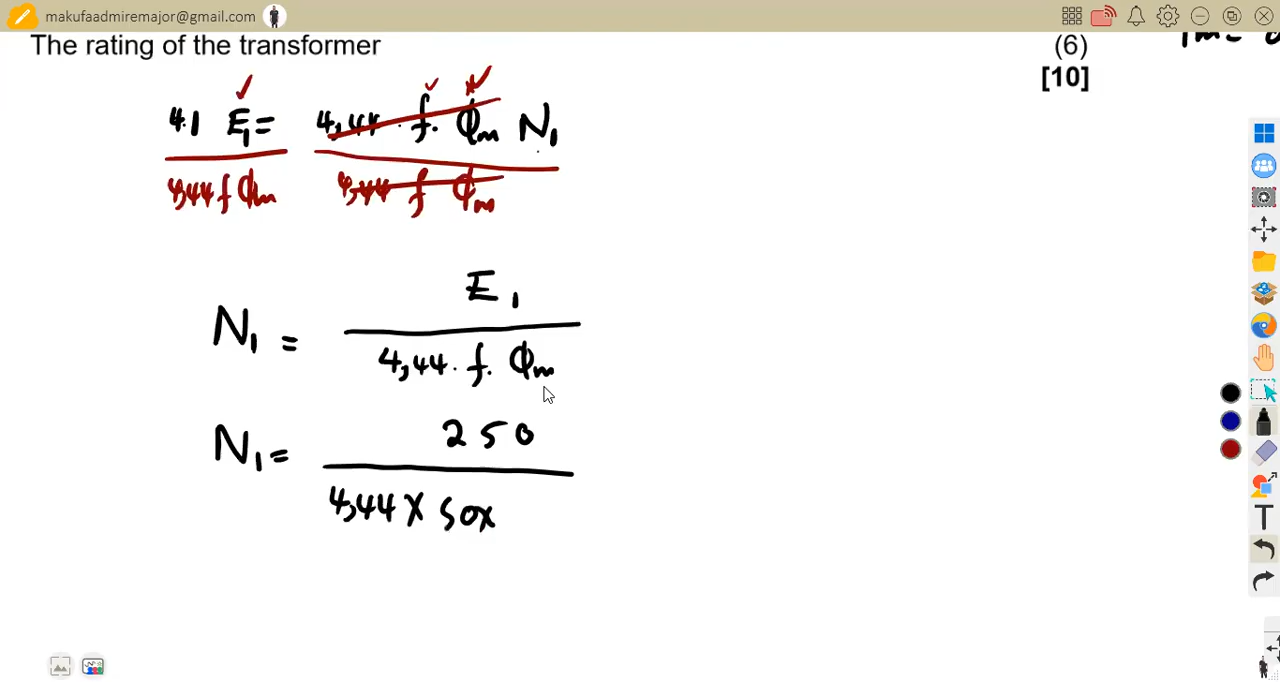 makufaadmiremajor@gmail.com
The rating of the transformer (6)
[10]
4.1 E₁= 4,44 . f. Φm N₁
4,44 f Φm 4,44 f Φm
N₁ = E₁
4,44 . f. Φm
N₁ = 250
4,44 x 50x
T